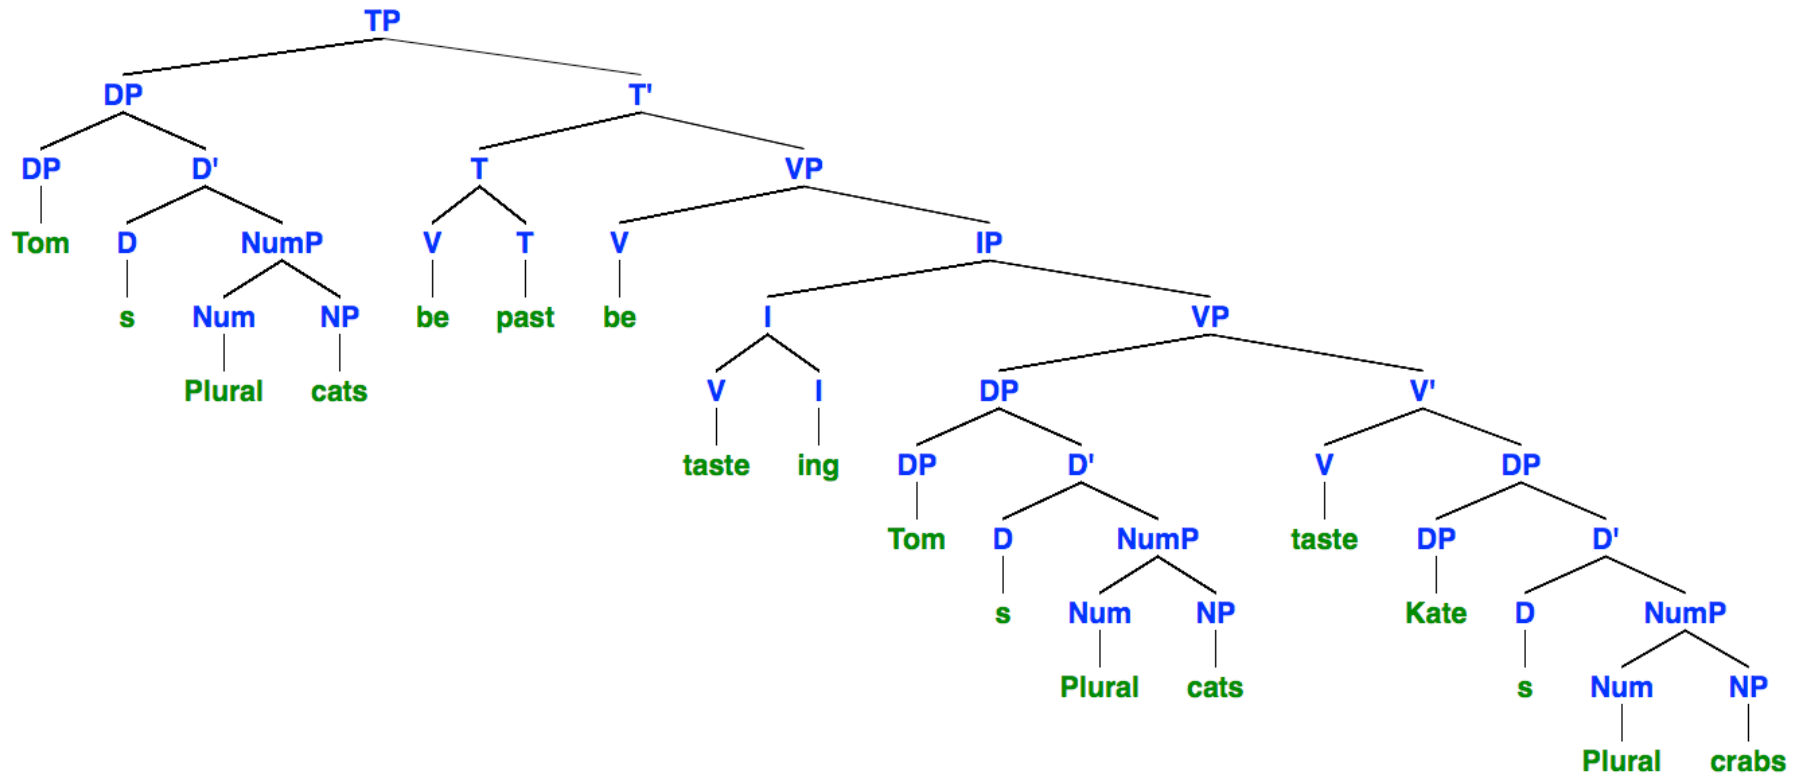 TP
DP T'
DP D' T VP
Tom D NumP V T V IP
s Num NP be past be I VP
Plural cats V I DP V'
taste ing DP D' V DP
Tom D NumP taste DP D'
s Num NP Kate D NumP
Plural cats s Num NP
Plural crabs